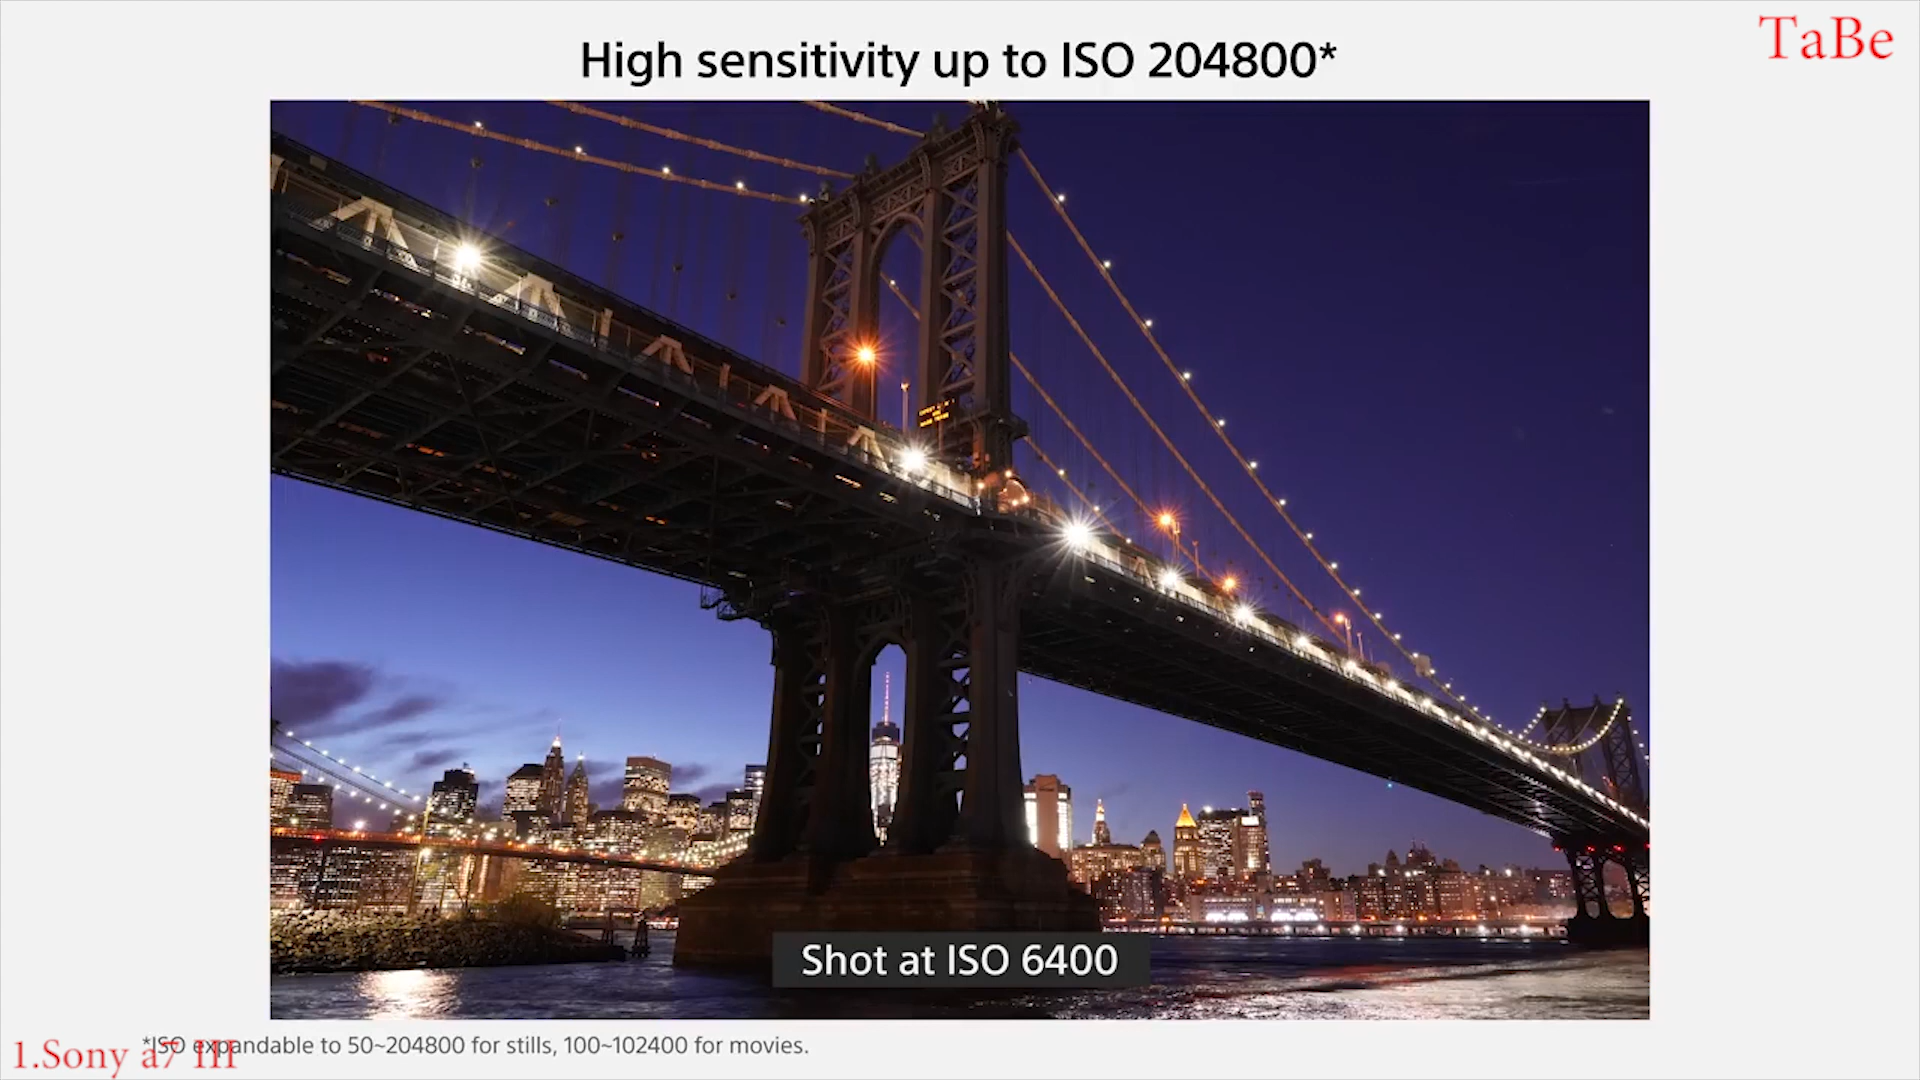 High sensitivity up to ISO 204800*
TaBe
Shot at ISO 6400
*ISO expandable to 50~204800 for stills, 100~102400 for movies.
1.Sony a7 III